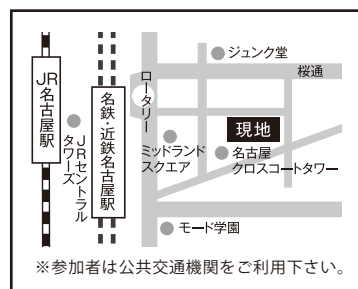 ジュンク堂
桜通
JR名古屋駅
JRセントラル
タワーズ
名鉄・近鉄名古屋駅
ロータリー
ミッドランド
スクエア
現地
名古屋
クロスコートタワー
モード学園
※参加者は公共交通機関をご利用下さい。